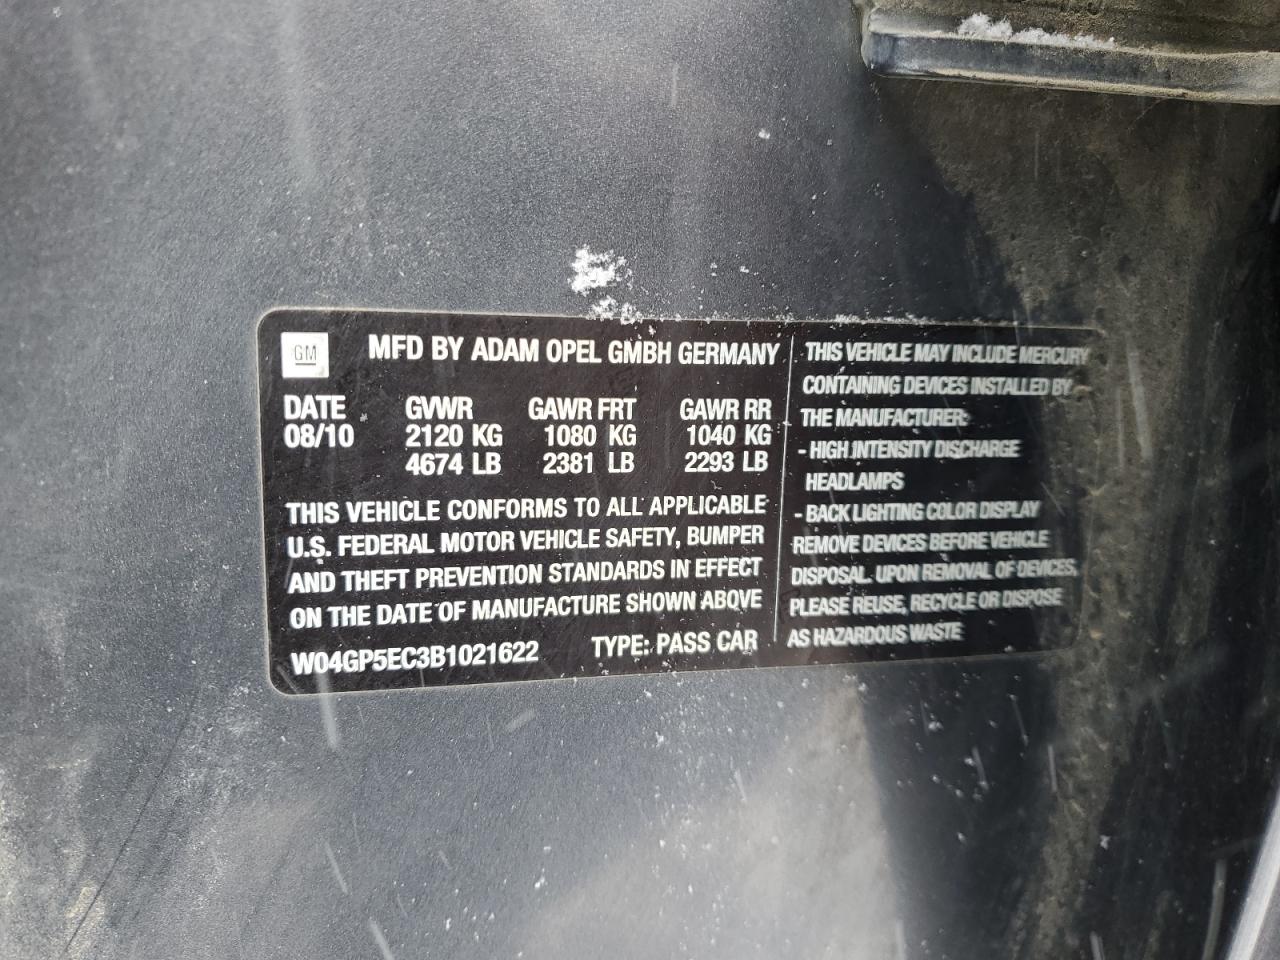 GM
MFD BY ADAM OPEL GMBH GERMANY
DATE GVWR GAWR FRT GAWR RR
08/10 2120 KG 1080 KG 1040 KG
4674 LB 2381 LB 2293 LB
THIS VEHICLE CONFORMS TO ALL APPLICABLE
U.S. FEDERAL MOTOR VEHICLE SAFETY, BUMPER
AND THEFT PREVENTION STANDARDS IN EFFECT
ON THE DATE OF MANUFACTURE SHOWN ABOVE
W04GP5EC3B1021622 TYPE: PASS CAR
THIS VEHICLE MAY INCLUDE MERCURY
CONTAINING DEVICES INSTALLED BY
THE MANUFACTURER:
- HIGH INTENSITY DISCHARGE
HEADLAMPS
- BACK LIGHTING COLOR DISPLAY
REMOVE DEVICES BEFORE VEHICLE
DISPOSAL. UPON REMOVAL OF DEVICES,
PLEASE REUSE, RECYCLE OR DISPOSE
AS HAZARDOUS WASTE